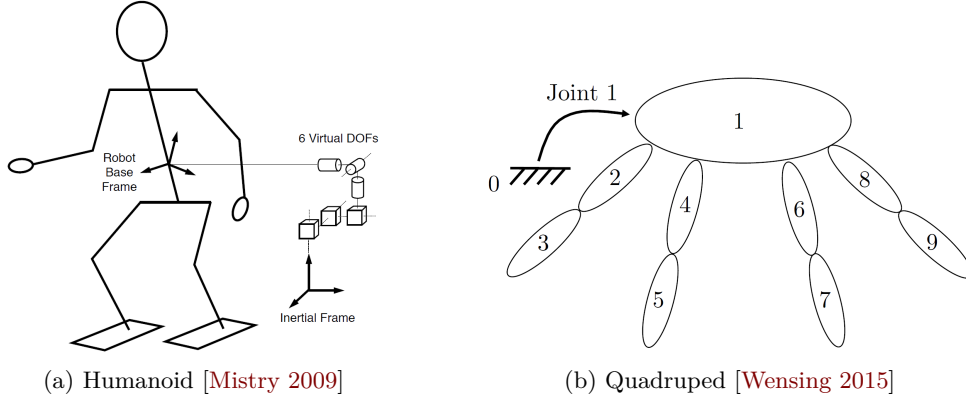 6 Virtual DOFs
Robot
Base
Frame
Inertial Frame
(a) Humanoid [Mistry 2009]
Joint 1
0
1
2
3
4
5
6
7
8
9
(b) Quadruped [Wensing 2015]